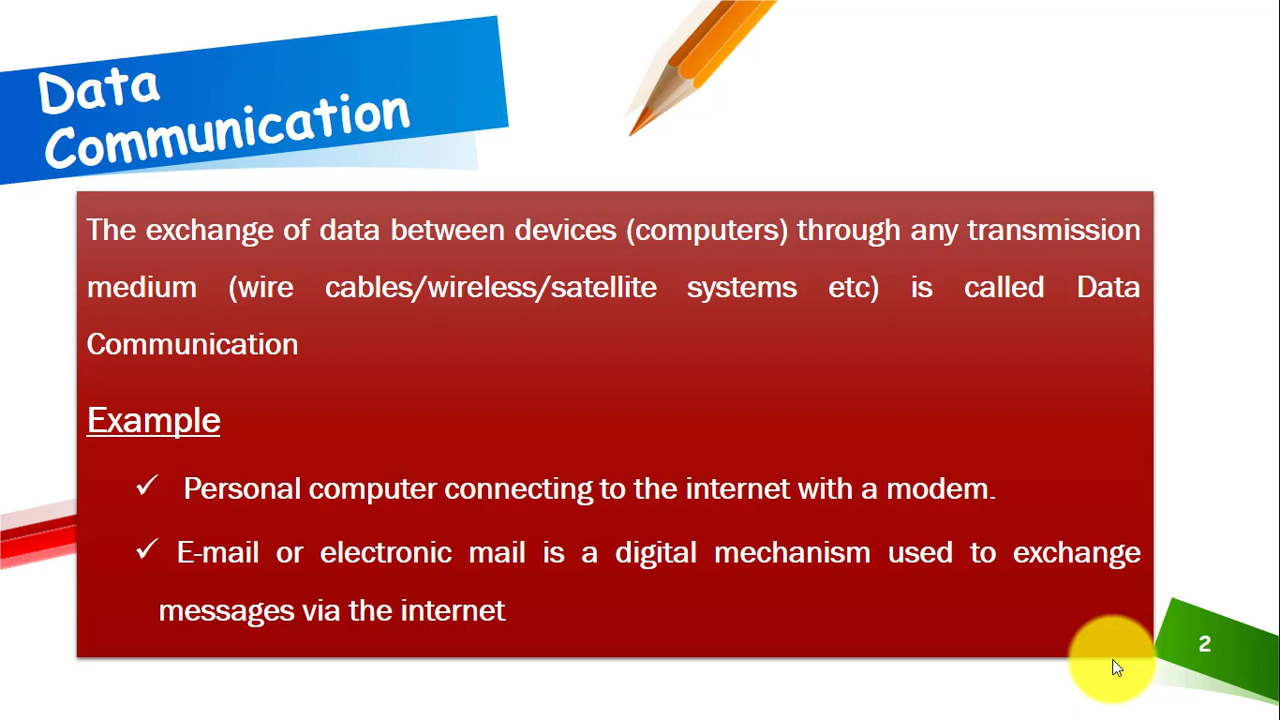 Data
Communication
The exchange of data between devices (computers) through any transmission
medium (wire cables/wireless/satellite systems etc) is called Data
Communication
Example
✓ Personal computer connecting to the internet with a modem.
✓ E-mail or electronic mail is a digital mechanism used to exchange
messages via the internet
2